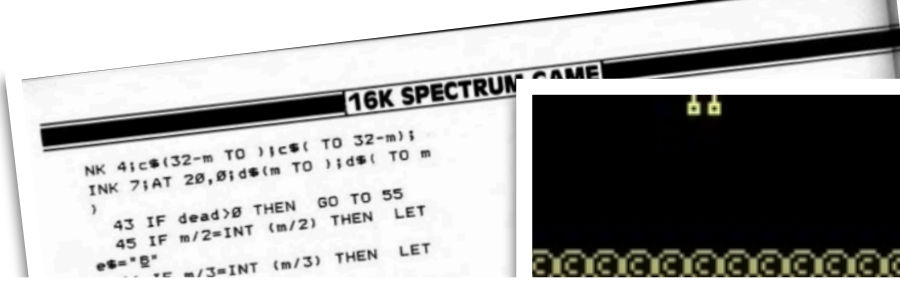 16K SPECTRUM GAME
NK 4;c$(32-m TO );c$( TO 32-m);
INK 7;AT 20,0;d$(m TO );d$( TO m
)
43 IF dead>0 THEN GO TO 55
45 IF m/2=INT (m/2) THEN LET
e$="B"
IF m/3=INT (m/3) THEN LET